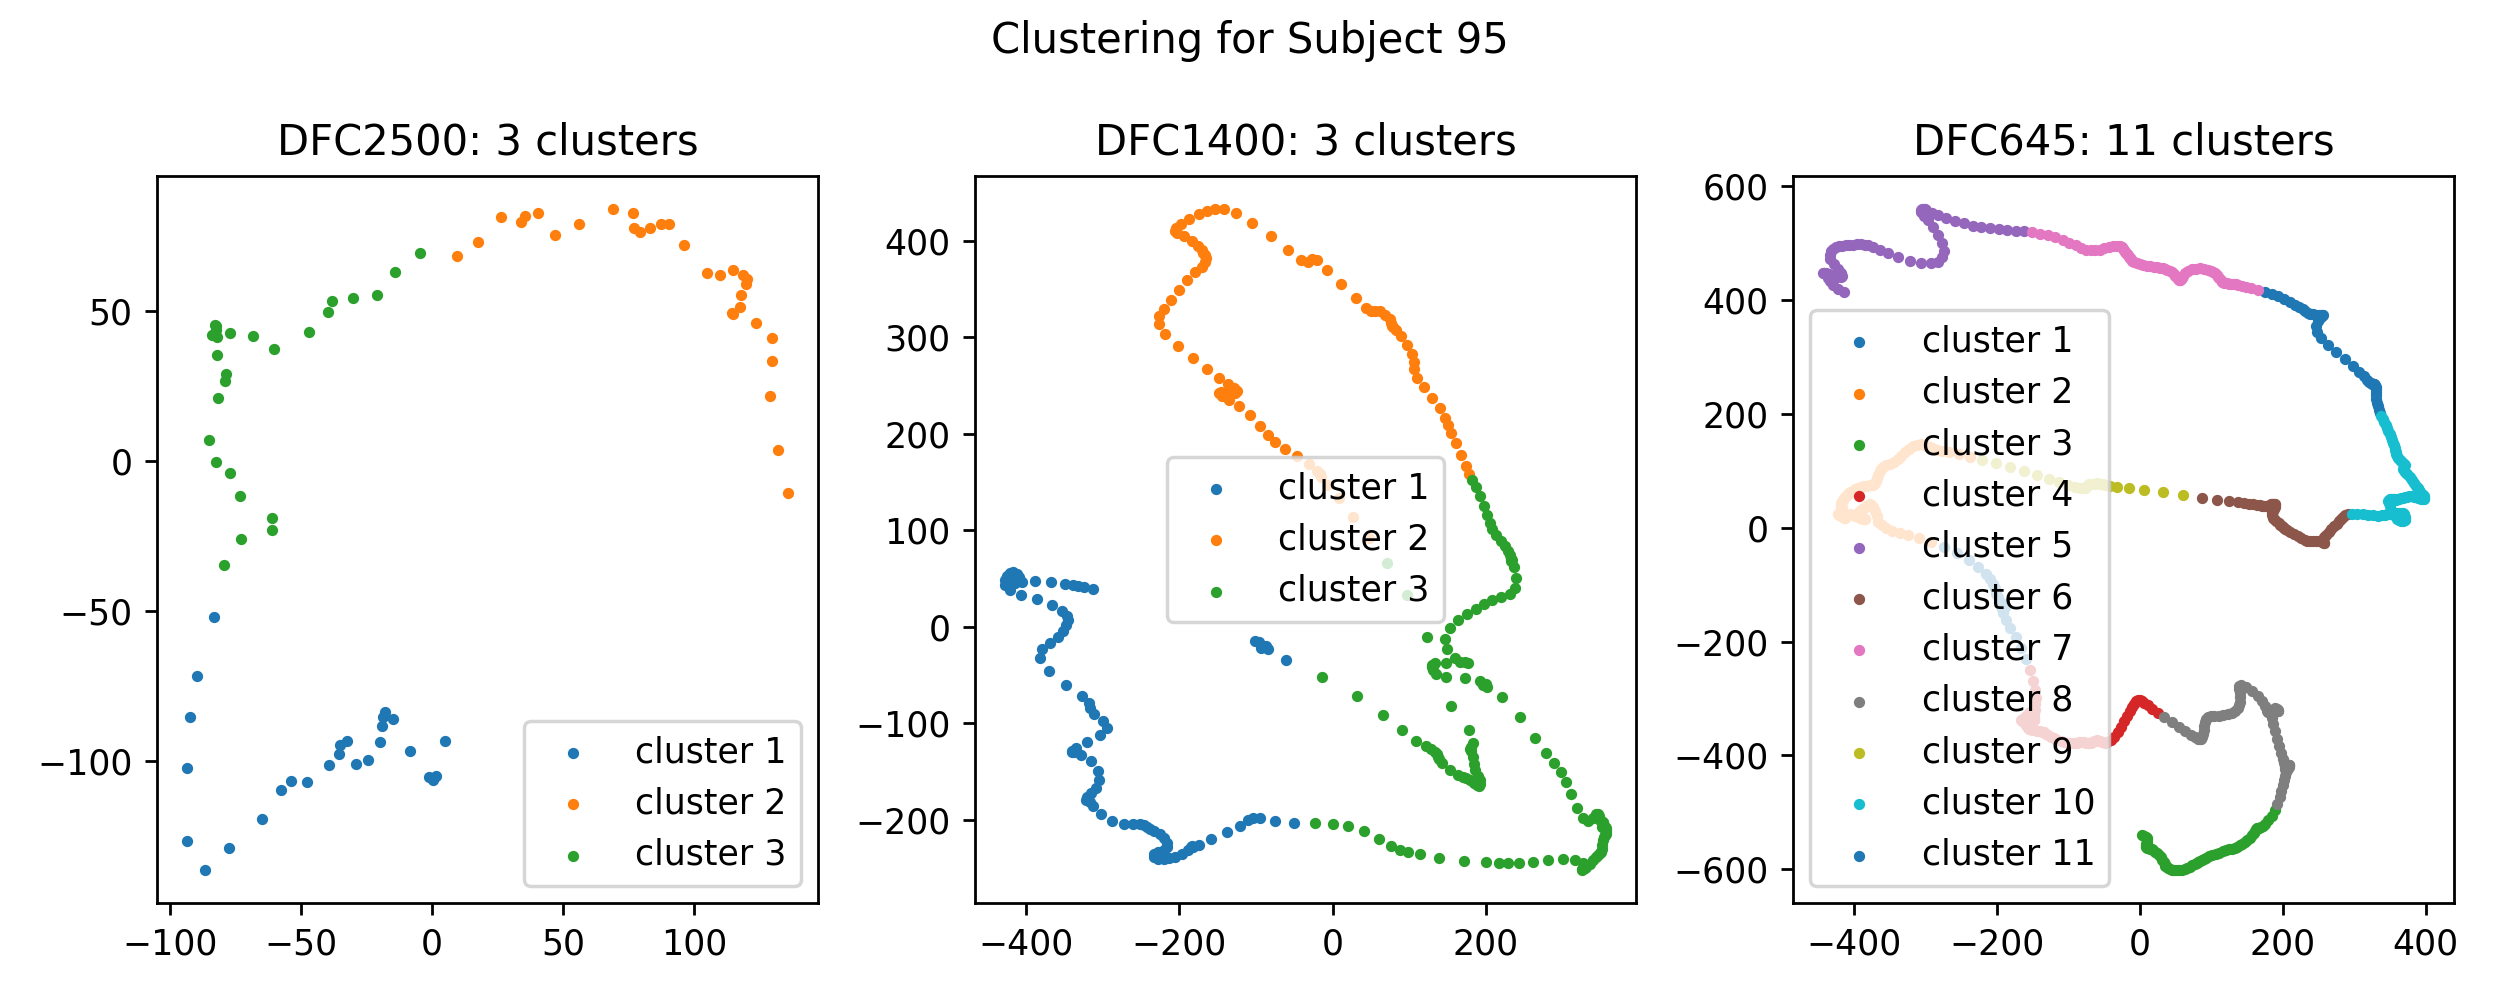 Clustering for Subject 95
DFC2500: 3 clusters
50
0
−50
−100
−100
−50
0
50
100
cluster 1
cluster 2
cluster 3
DFC1400: 3 clusters
400
300
200
100
0
−100
−200
−400
−200
0
200
cluster 1
cluster 2
cluster 3
DFC645: 11 clusters
600
400
200
0
−200
−400
−600
−400
−200
0
200
400
cluster 1
cluster 2
cluster 3
cluster 4
cluster 5
cluster 6
cluster 7
cluster 8
cluster 9
cluster 10
cluster 11